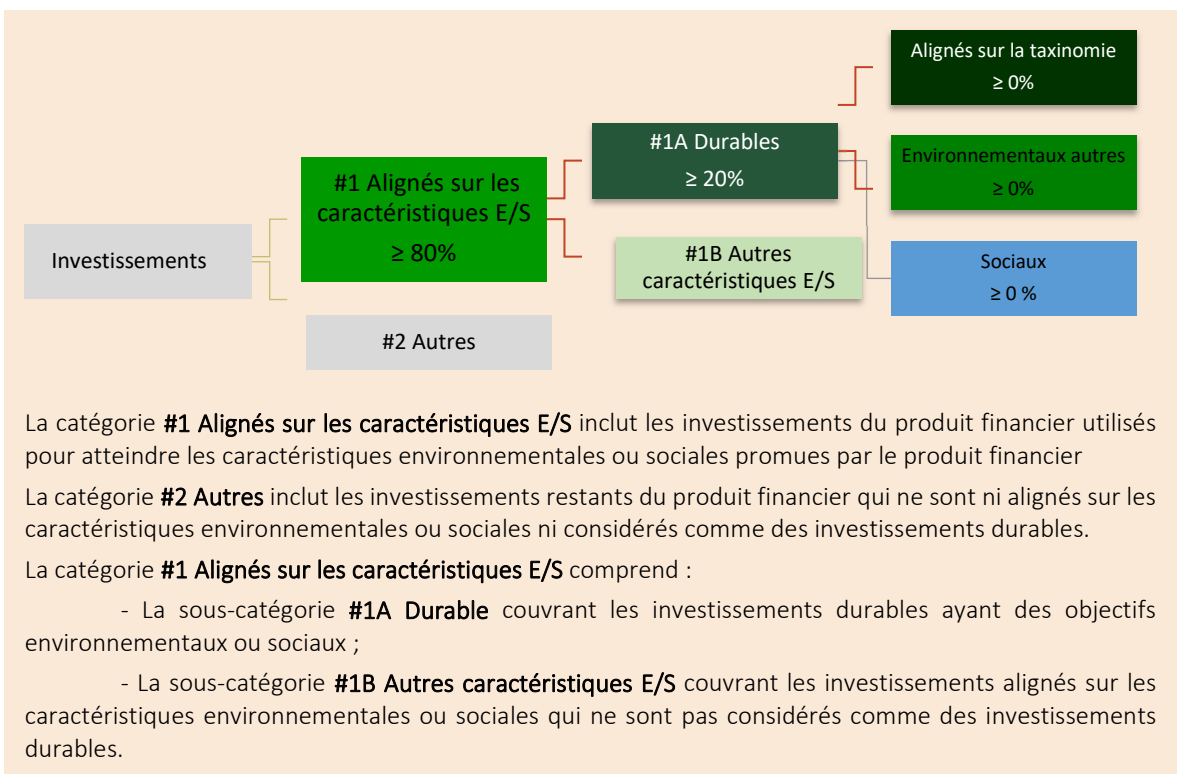 Alignés sur la taxinomie
≥ 0%
#1A Durables
≥ 20%
Environnementaux autres
≥ 0%
#1 Alignés sur les
caractéristiques E/S
≥ 80%
Investissements
#1B Autres
caractéristiques E/S
Sociaux
≥ 0 %
#2 Autres
La catégorie #1 Alignés sur les caractéristiques E/S inclut les investissements du produit financier utilisés
pour atteindre les caractéristiques environnementales ou sociales promues par le produit financier
La catégorie #2 Autres inclut les investissements restants du produit financier qui ne sont ni alignés sur les
caractéristiques environnementales ou sociales ni considérés comme des investissements durables.
La catégorie #1 Alignés sur les caractéristiques E/S comprend :
- La sous-catégorie #1A Durable couvrant les investissements durables ayant des objectifs
environnementaux ou sociaux ;
- La sous-catégorie #1B Autres caractéristiques E/S couvrant les investissements alignés sur les
caractéristiques environnementales ou sociales qui ne sont pas considérés comme des investissements
durables.